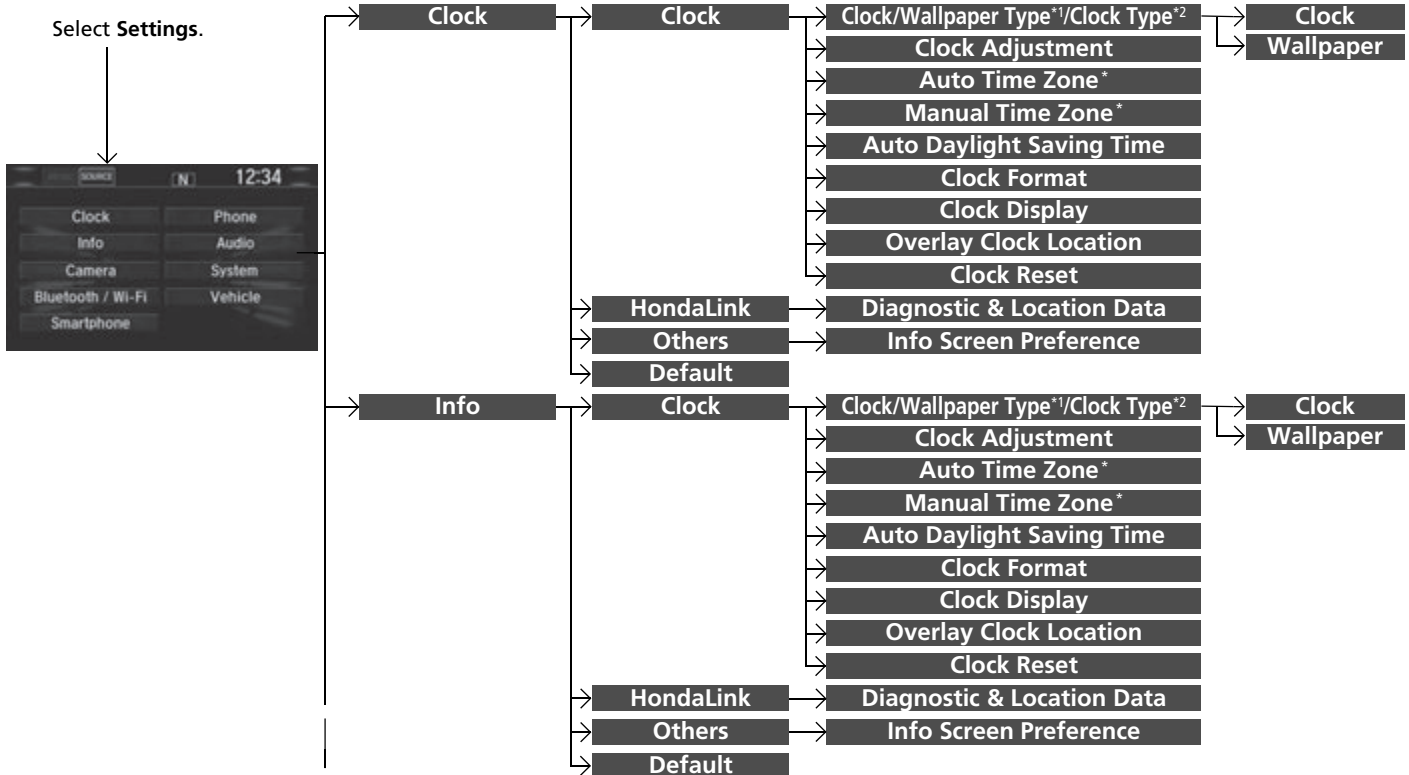 Select Settings.
SOURCE
N
12:34
Clock
Phone
Info
Audio
Camera
System
Bluetooth / Wi-Fi
Vehicle
Smartphone
Clock
Clock
Clock/Wallpaper Type*1/Clock Type*2
Clock
Wallpaper
Clock Adjustment
Auto Time Zone*
Manual Time Zone*
Auto Daylight Saving Time
Clock Format
Clock Display
Overlay Clock Location
Clock Reset
HondaLink
Diagnostic & Location Data
Others
Info Screen Preference
Default
Info
Clock
Clock/Wallpaper Type*1/Clock Type*2
Clock
Wallpaper
Clock Adjustment
Auto Time Zone*
Manual Time Zone*
Auto Daylight Saving Time
Clock Format
Clock Display
Overlay Clock Location
Clock Reset
HondaLink
Diagnostic & Location Data
Others
Info Screen Preference
Default